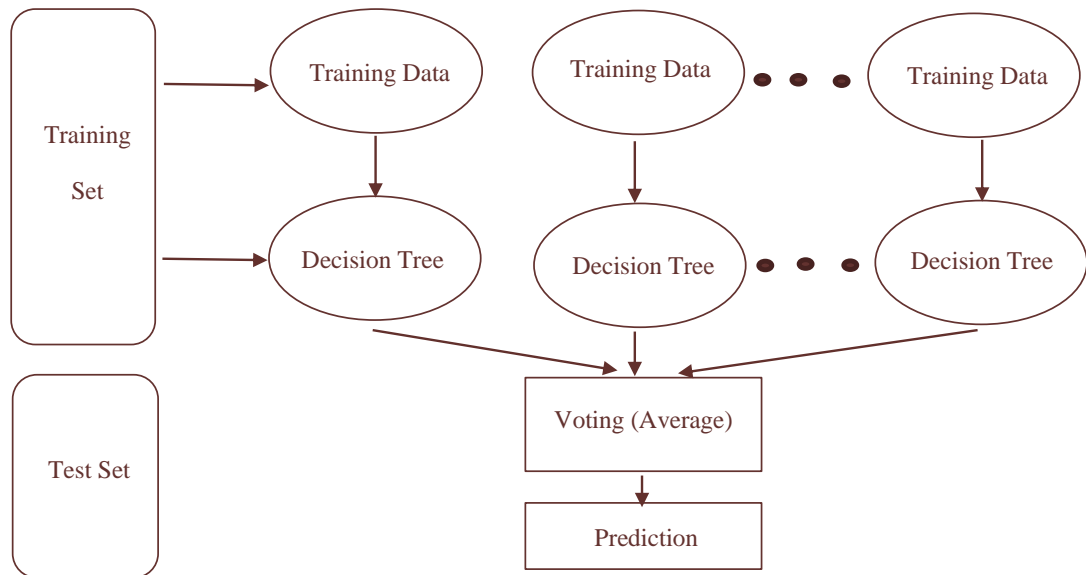 Training Data
Training Data
Training Data
Training
Set
Decision Tree
Decision Tree
Decision Tree
Voting (Average)
Test Set
Prediction